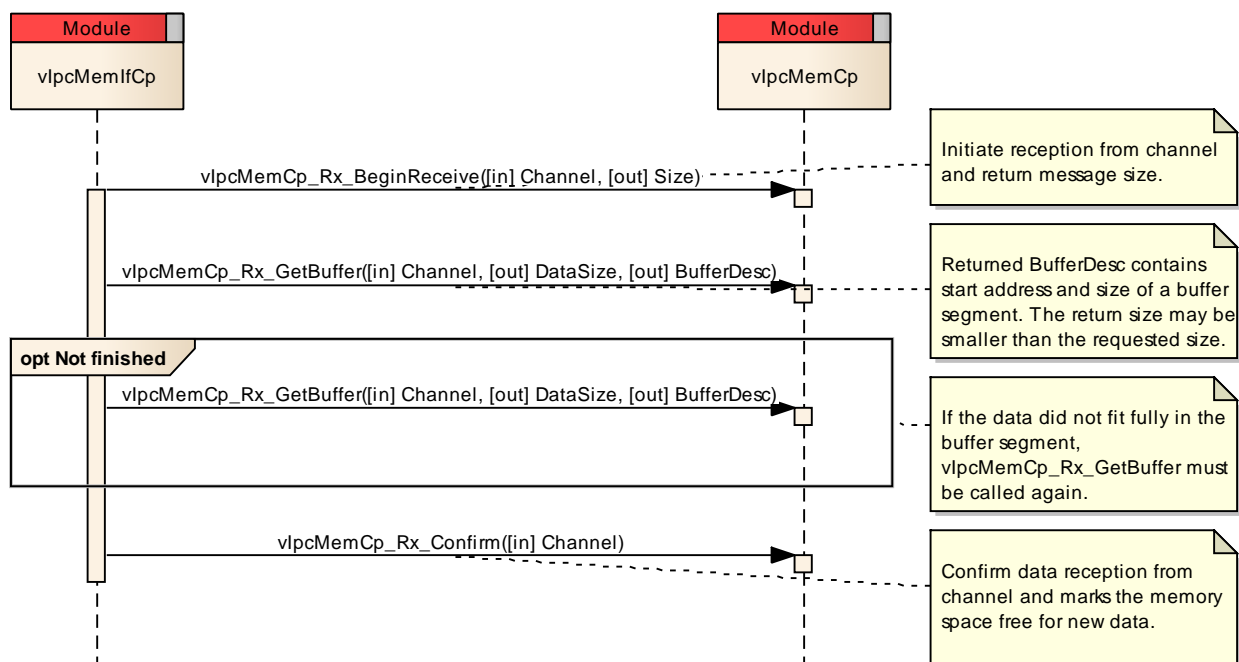 Module
Module
vIpcMemIfCp
vIpcMemCp
Initiate reception from channel
and return message size.
vIpcMemCp_Rx_BeginReceive([in] Channel, [out] Size)
Returned BufferDesc contains
start address and size of a buffer
segment. The return size may be
smaller than the requested size.
vIpcMemCp_Rx_GetBuffer([in] Channel, [out] DataSize, [out] BufferDesc)
opt Not finished
vIpcMemCp_Rx_GetBuffer([in] Channel, [out] DataSize, [out] BufferDesc)
If the data did not fit fully in the
buffer segment,
vIpcMemCp_Rx_GetBuffer must
be called again.
vIpcMemCp_Rx_Confirm([in] Channel)
Confirm data reception from
channel and marks the memory
space free for new data.